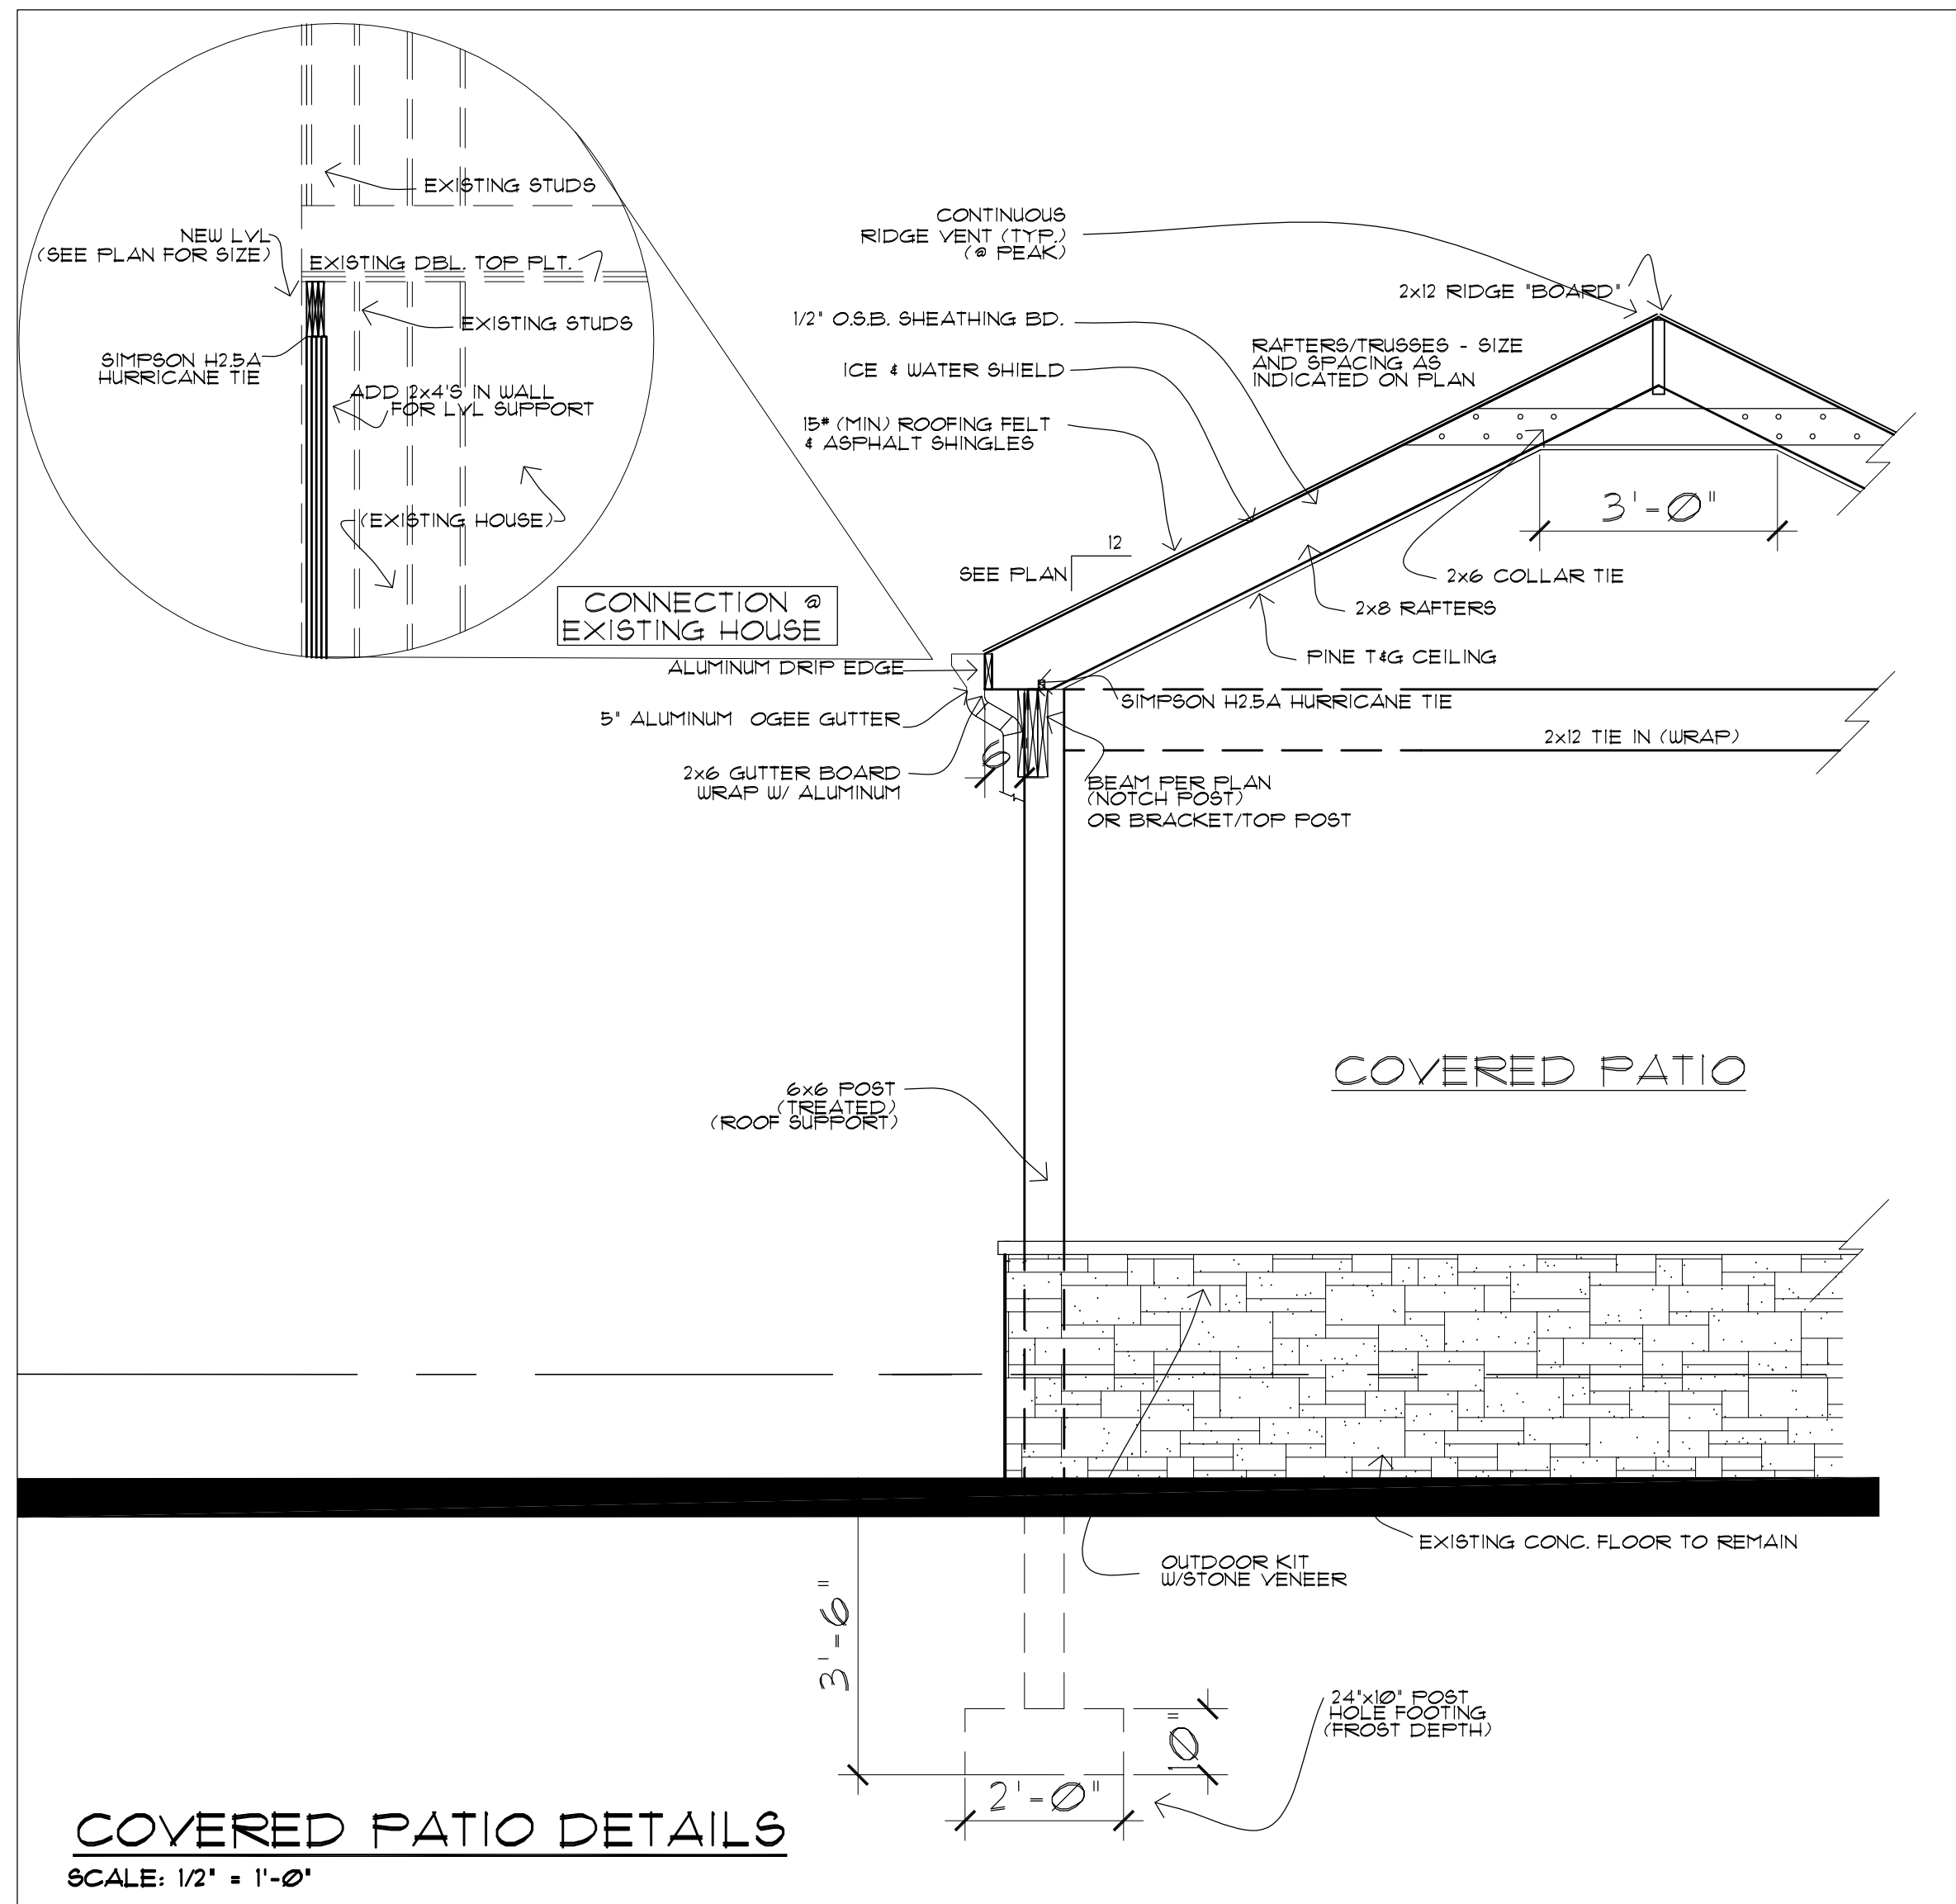 EXISTING STUDS
NEW LVL
(SEE PLAN FOR SIZE)
EXISTING DBL. TOP PLT.
EXISTING STUDS
SIMPSON H2.5A
HURRICANE TIE
ADD 2x4'S IN WALL
FOR LVL SUPPORT
(EXISTING HOUSE)
CONNECTION @
EXISTING HOUSE
CONTINUOUS
RIDGE VENT (TYP.)
(@ PEAK)
2x12 RIDGE "BOARD"
1/2" O.S.B. SHEATHING BD.
RAFTERS/TRUSSES - SIZE
AND SPACING AS
INDICATED ON PLAN
ICE & WATER SHIELD
15# (MIN) ROOFING FELT
& ASPHALT SHINGLES
3'-0"
12
SEE PLAN
2x6 COLLAR TIE
2x8 RAFTERS
PINE T&G CEILING
ALUMINUM DRIP EDGE
SIMPSON H2.5A HURRICANE TIE
5" ALUMINUM OGEE GUTTER
2x12 TIE IN (WRAP)
6"
2x6 GUTTER BOARD
WRAP W/ ALUMINUM
BEAM PER PLAN
(NOTCH POST)
OR BRACKET/TOP POST
COVERED PATIO
6x6 POST
(TREATED)
(ROOF SUPPORT)
EXISTING CONC. FLOOR TO REMAIN
OUTDOOR KIT
W/STONE VENEER
3'-6"
24"x10" POST
HOLE FOOTING
(FROST DEPTH)
10"
2'-0"
COVERED PATIO DETAILS
SCALE: 1/2" = 1'-0"